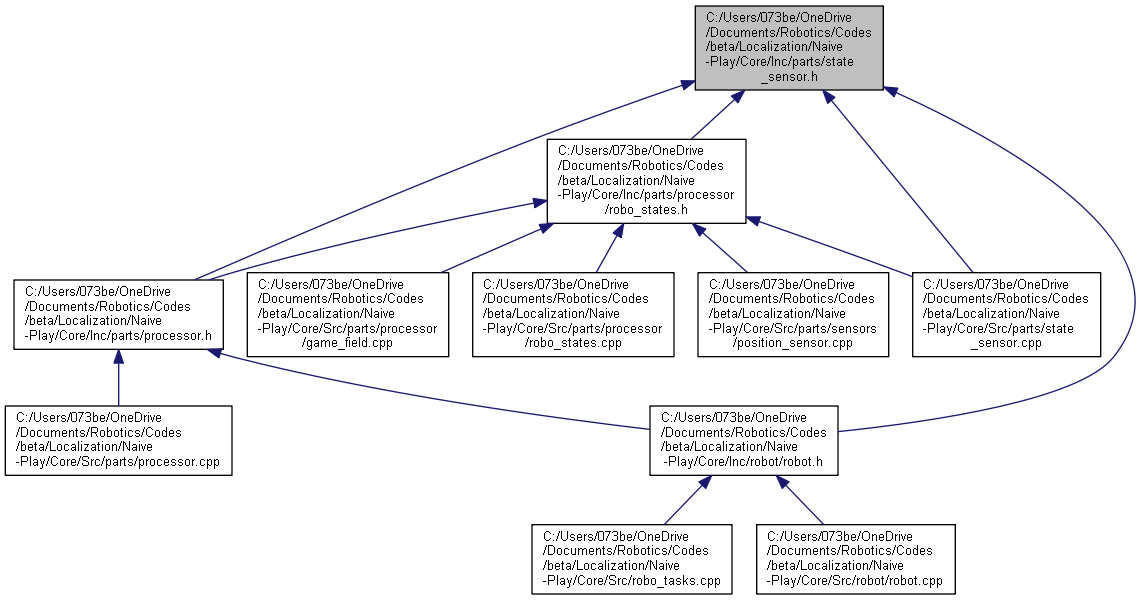 C:/Users/073be/OneDrive
/Documents/Robotics/Codes
/beta/Localization/Naive
-Play/Core/Inc/parts/state
_sensor.h
C:/Users/073be/OneDrive
/Documents/Robotics/Codes
/beta/Localization/Naive
-Play/Core/Inc/parts/processor
/robo_states.h
C:/Users/073be/OneDrive
/Documents/Robotics/Codes
/beta/Localization/Naive
-Play/Core/Inc/parts/processor.h
C:/Users/073be/OneDrive
/Documents/Robotics/Codes
/beta/Localization/Naive
-Play/Core/Src/parts/processor
/game_field.cpp
C:/Users/073be/OneDrive
/Documents/Robotics/Codes
/beta/Localization/Naive
-Play/Core/Src/parts/processor
/robo_states.cpp
C:/Users/073be/OneDrive
/Documents/Robotics/Codes
/beta/Localization/Naive
-Play/Core/Src/parts/sensors
/position_sensor.cpp
C:/Users/073be/OneDrive
/Documents/Robotics/Codes
/beta/Localization/Naive
-Play/Core/Src/parts/state
_sensor.cpp
C:/Users/073be/OneDrive
/Documents/Robotics/Codes
/beta/Localization/Naive
-Play/Core/Src/parts/processor.cpp
C:/Users/073be/OneDrive
/Documents/Robotics/Codes
/beta/Localization/Naive
-Play/Core/Inc/robot/robot.h
C:/Users/073be/OneDrive
/Documents/Robotics/Codes
/beta/Localization/Naive
-Play/Core/Src/robo_tasks.cpp
C:/Users/073be/OneDrive
/Documents/Robotics/Codes
/beta/Localization/Naive
-Play/Core/Src/robot/robot.cpp